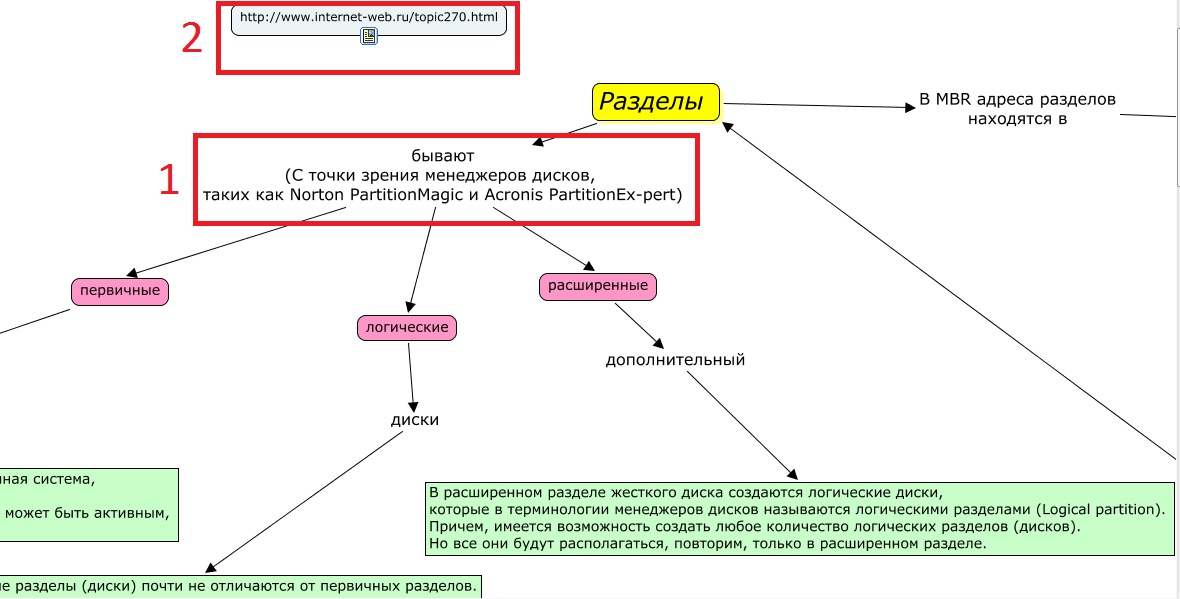 2
http://www.internet-web.ru/topic270.html
Разделы
В MBR адреса разделов
находятся в
1
бывают
(С точки зрения менеджеров дисков,
таких как Norton PartitionMagic и Acronis PartitionEx-pert)
первичные
расширенные
логические
дополнительный
диски
ная система,
может быть активным,
В расширенном разделе жесткого диска создаются логические диски,
которые в терминологии менеджеров дисков называются логическими разделами (Logical partition).
Причем, имеется возможность создать любое количество логических разделов (дисков).
Но все они будут располагаться, повторим, только в расширенном разделе.
е разделы (диски) почти не отличаются от первичных разделов.